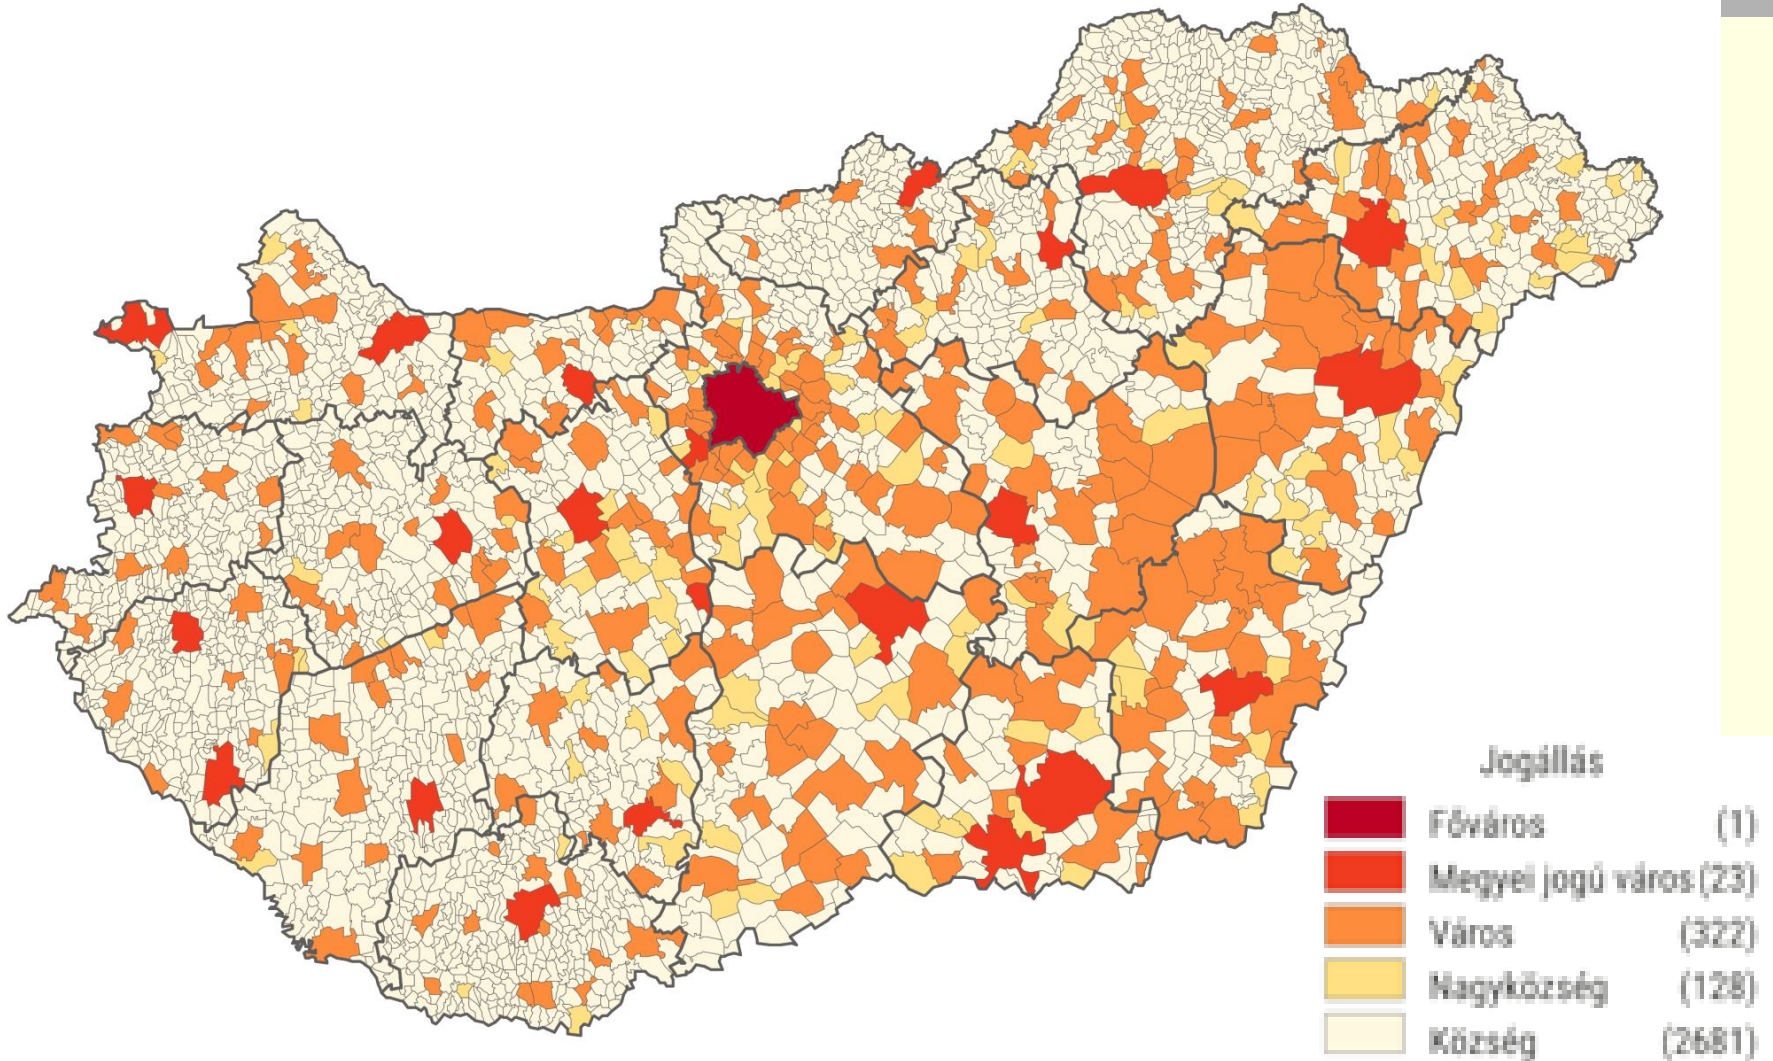 Jogállás
Főváros (1)
Megyei jogú város (23)
Város (322)
Nagyközség (128)
Község (2681)